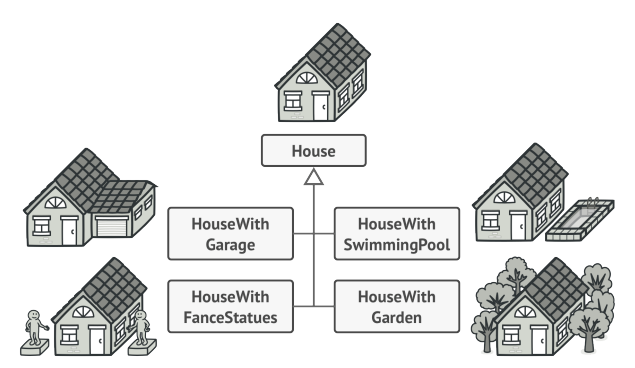 House
HouseWith
Garage
HouseWith
SwimmingPool
HouseWith
FanceStatues
HouseWith
Garden